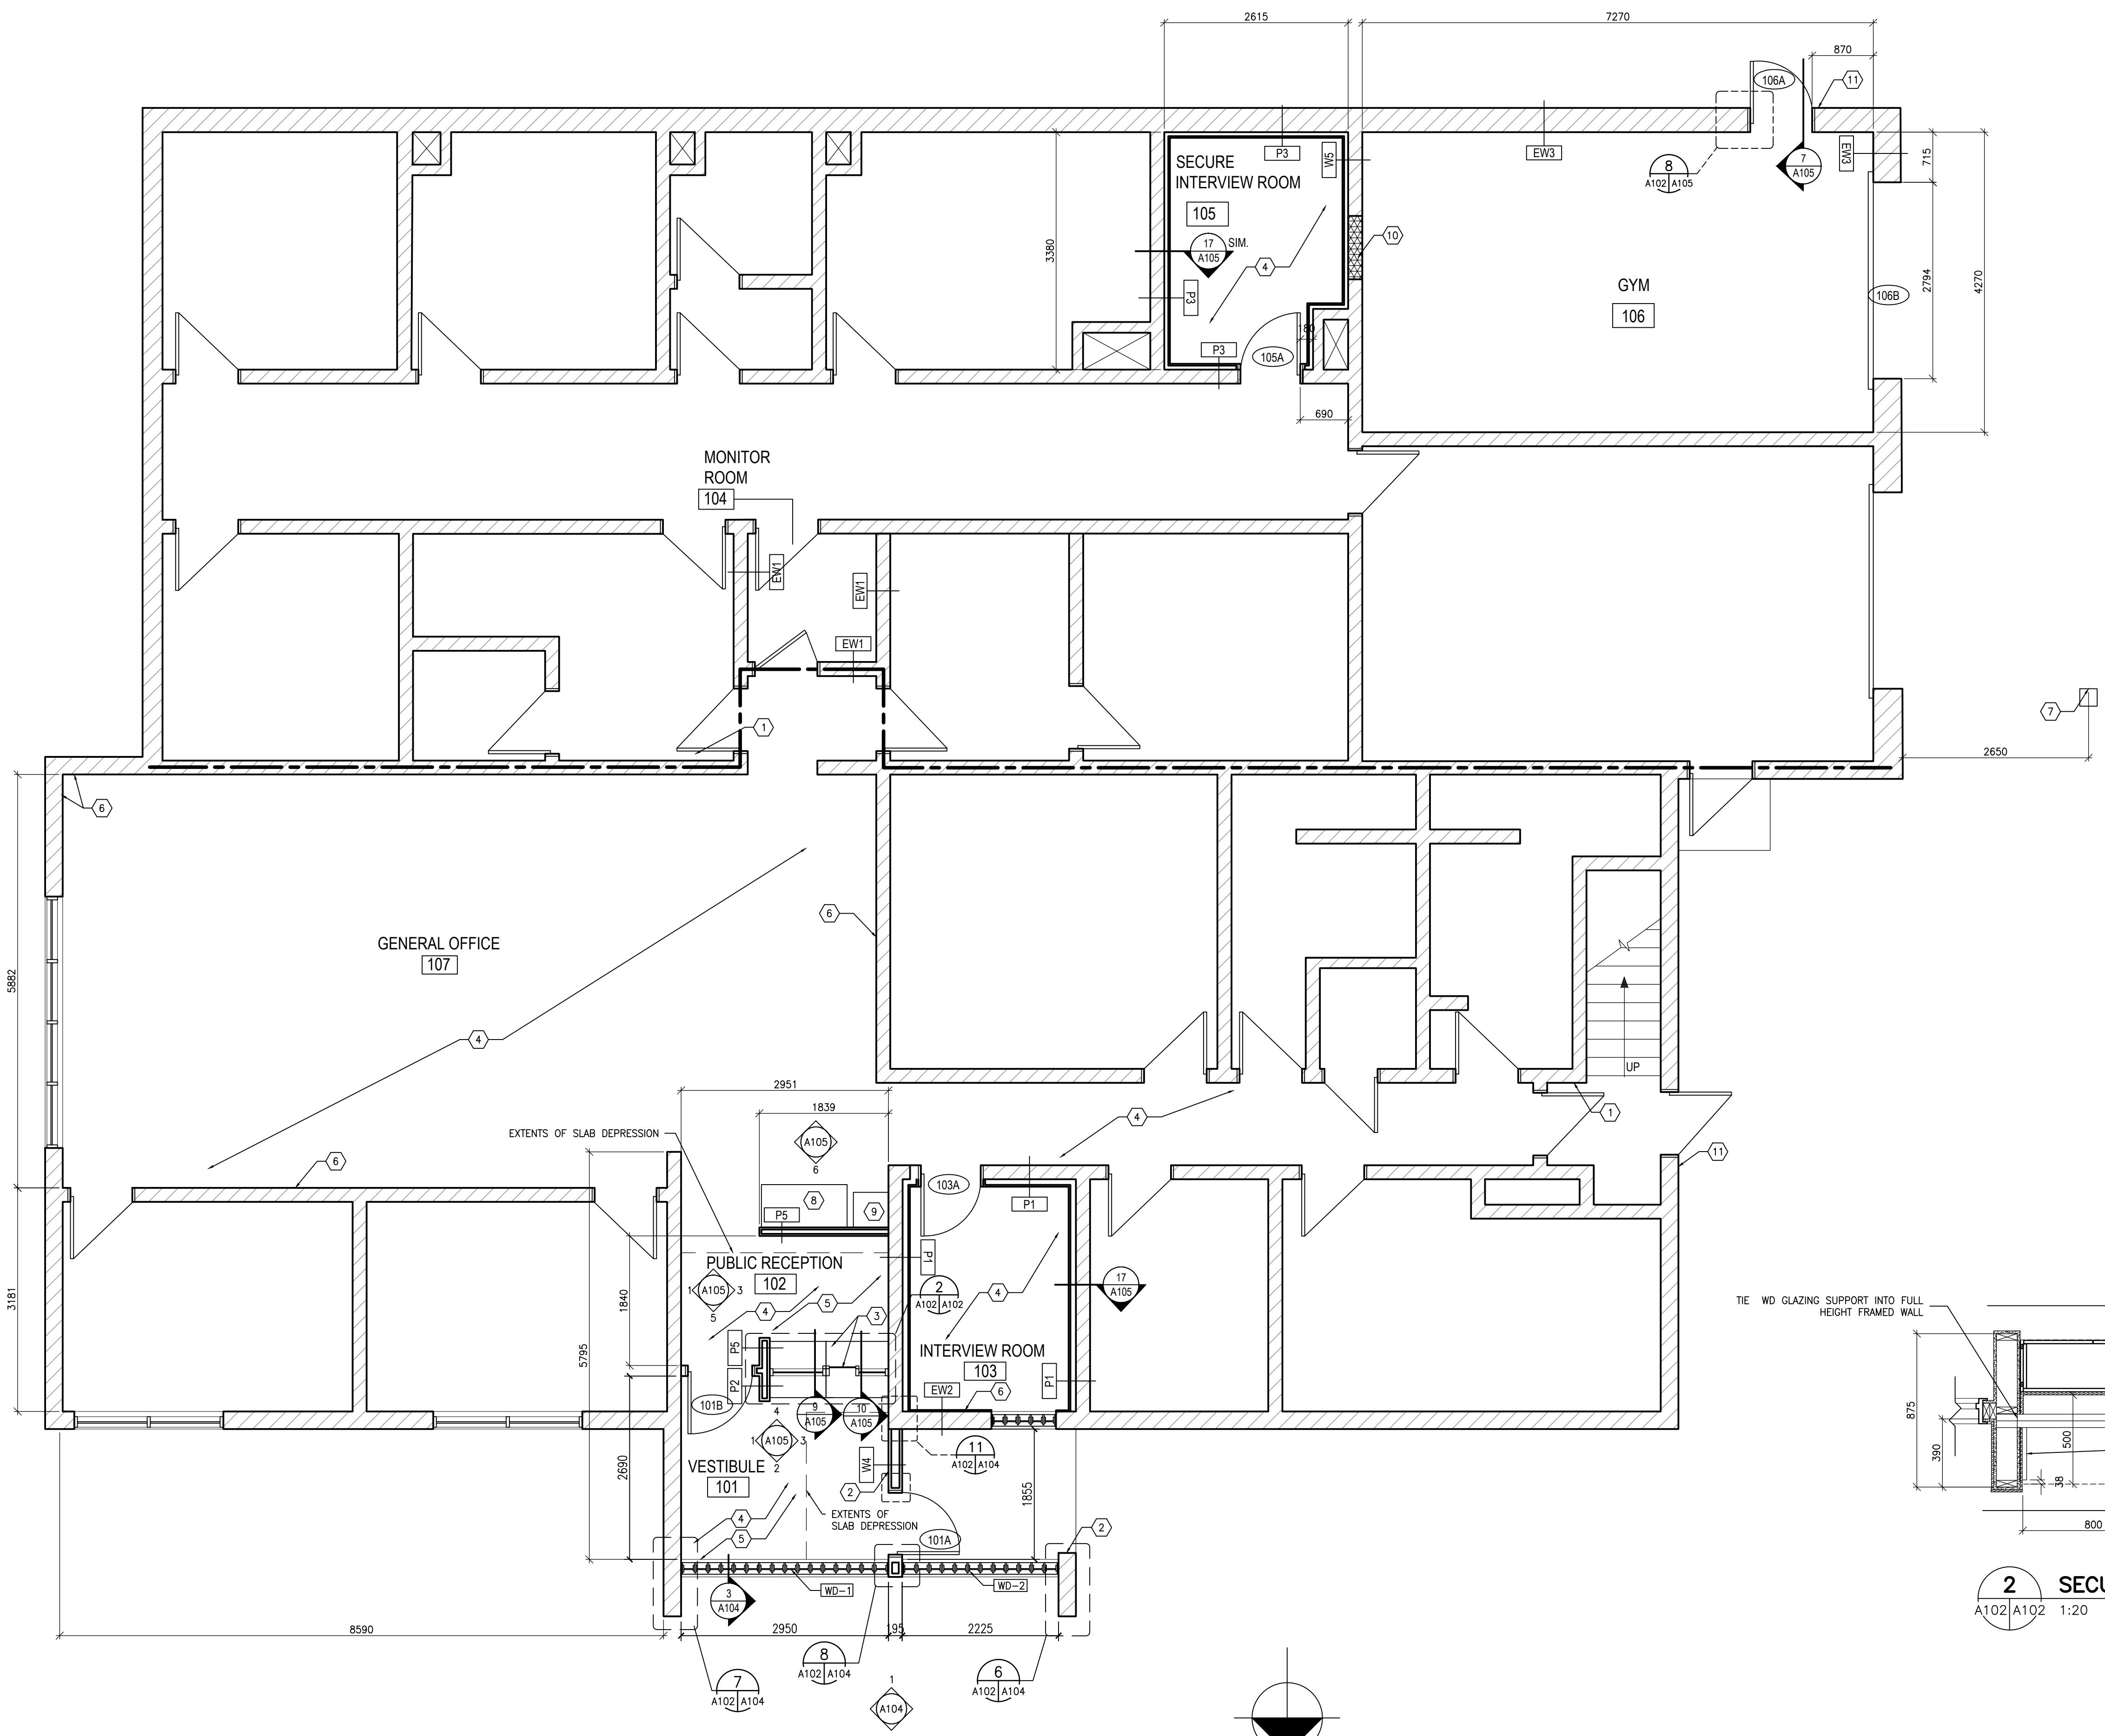 2615
7270
870
106A
11
SECURE
INTERVIEW ROOM
105
P3
W5
EW3
8
A102 A105
7
A105
EW3
715
17
A105
SIM.
4
10
3380
P3
GYM
106
2794
4270
106B
180
P3
105A
690
MONITOR
ROOM
104
EW1
EW1
EW1
1
7
2650
6
6
GENERAL OFFICE
107
5882
4
UP
2951
1839
4
1
EXTENTS OF SLAB DEPRESSION
A105
6
11
6
8
9
103A
P1
P5
PUBLIC RECEPTION
102
P1
1 A105 3
5
4
5
3
2
A102 A102
4
17
A105
3181
1840
5795
P5
P2
INTERVIEW ROOM
103
EW2
6
P1
101B
9
A105
10
A105
4
1 A105 3
2
VESTIBULE
101
W4
11
A102 A104
2690
2
1855
4
5
EXTENTS OF
SLAB DEPRESSION
101A
2
WD-1
WD-2
3
A104
8590
2950
195
2225
7
A102 A104
8
A102 A104
6
A102 A104
1
A104
TIE WD GLAZING SUPPORT INTO FULL
HEIGHT FRAMED WALL
875
390
500
38
800
2
SECU
A102 A102
1:20